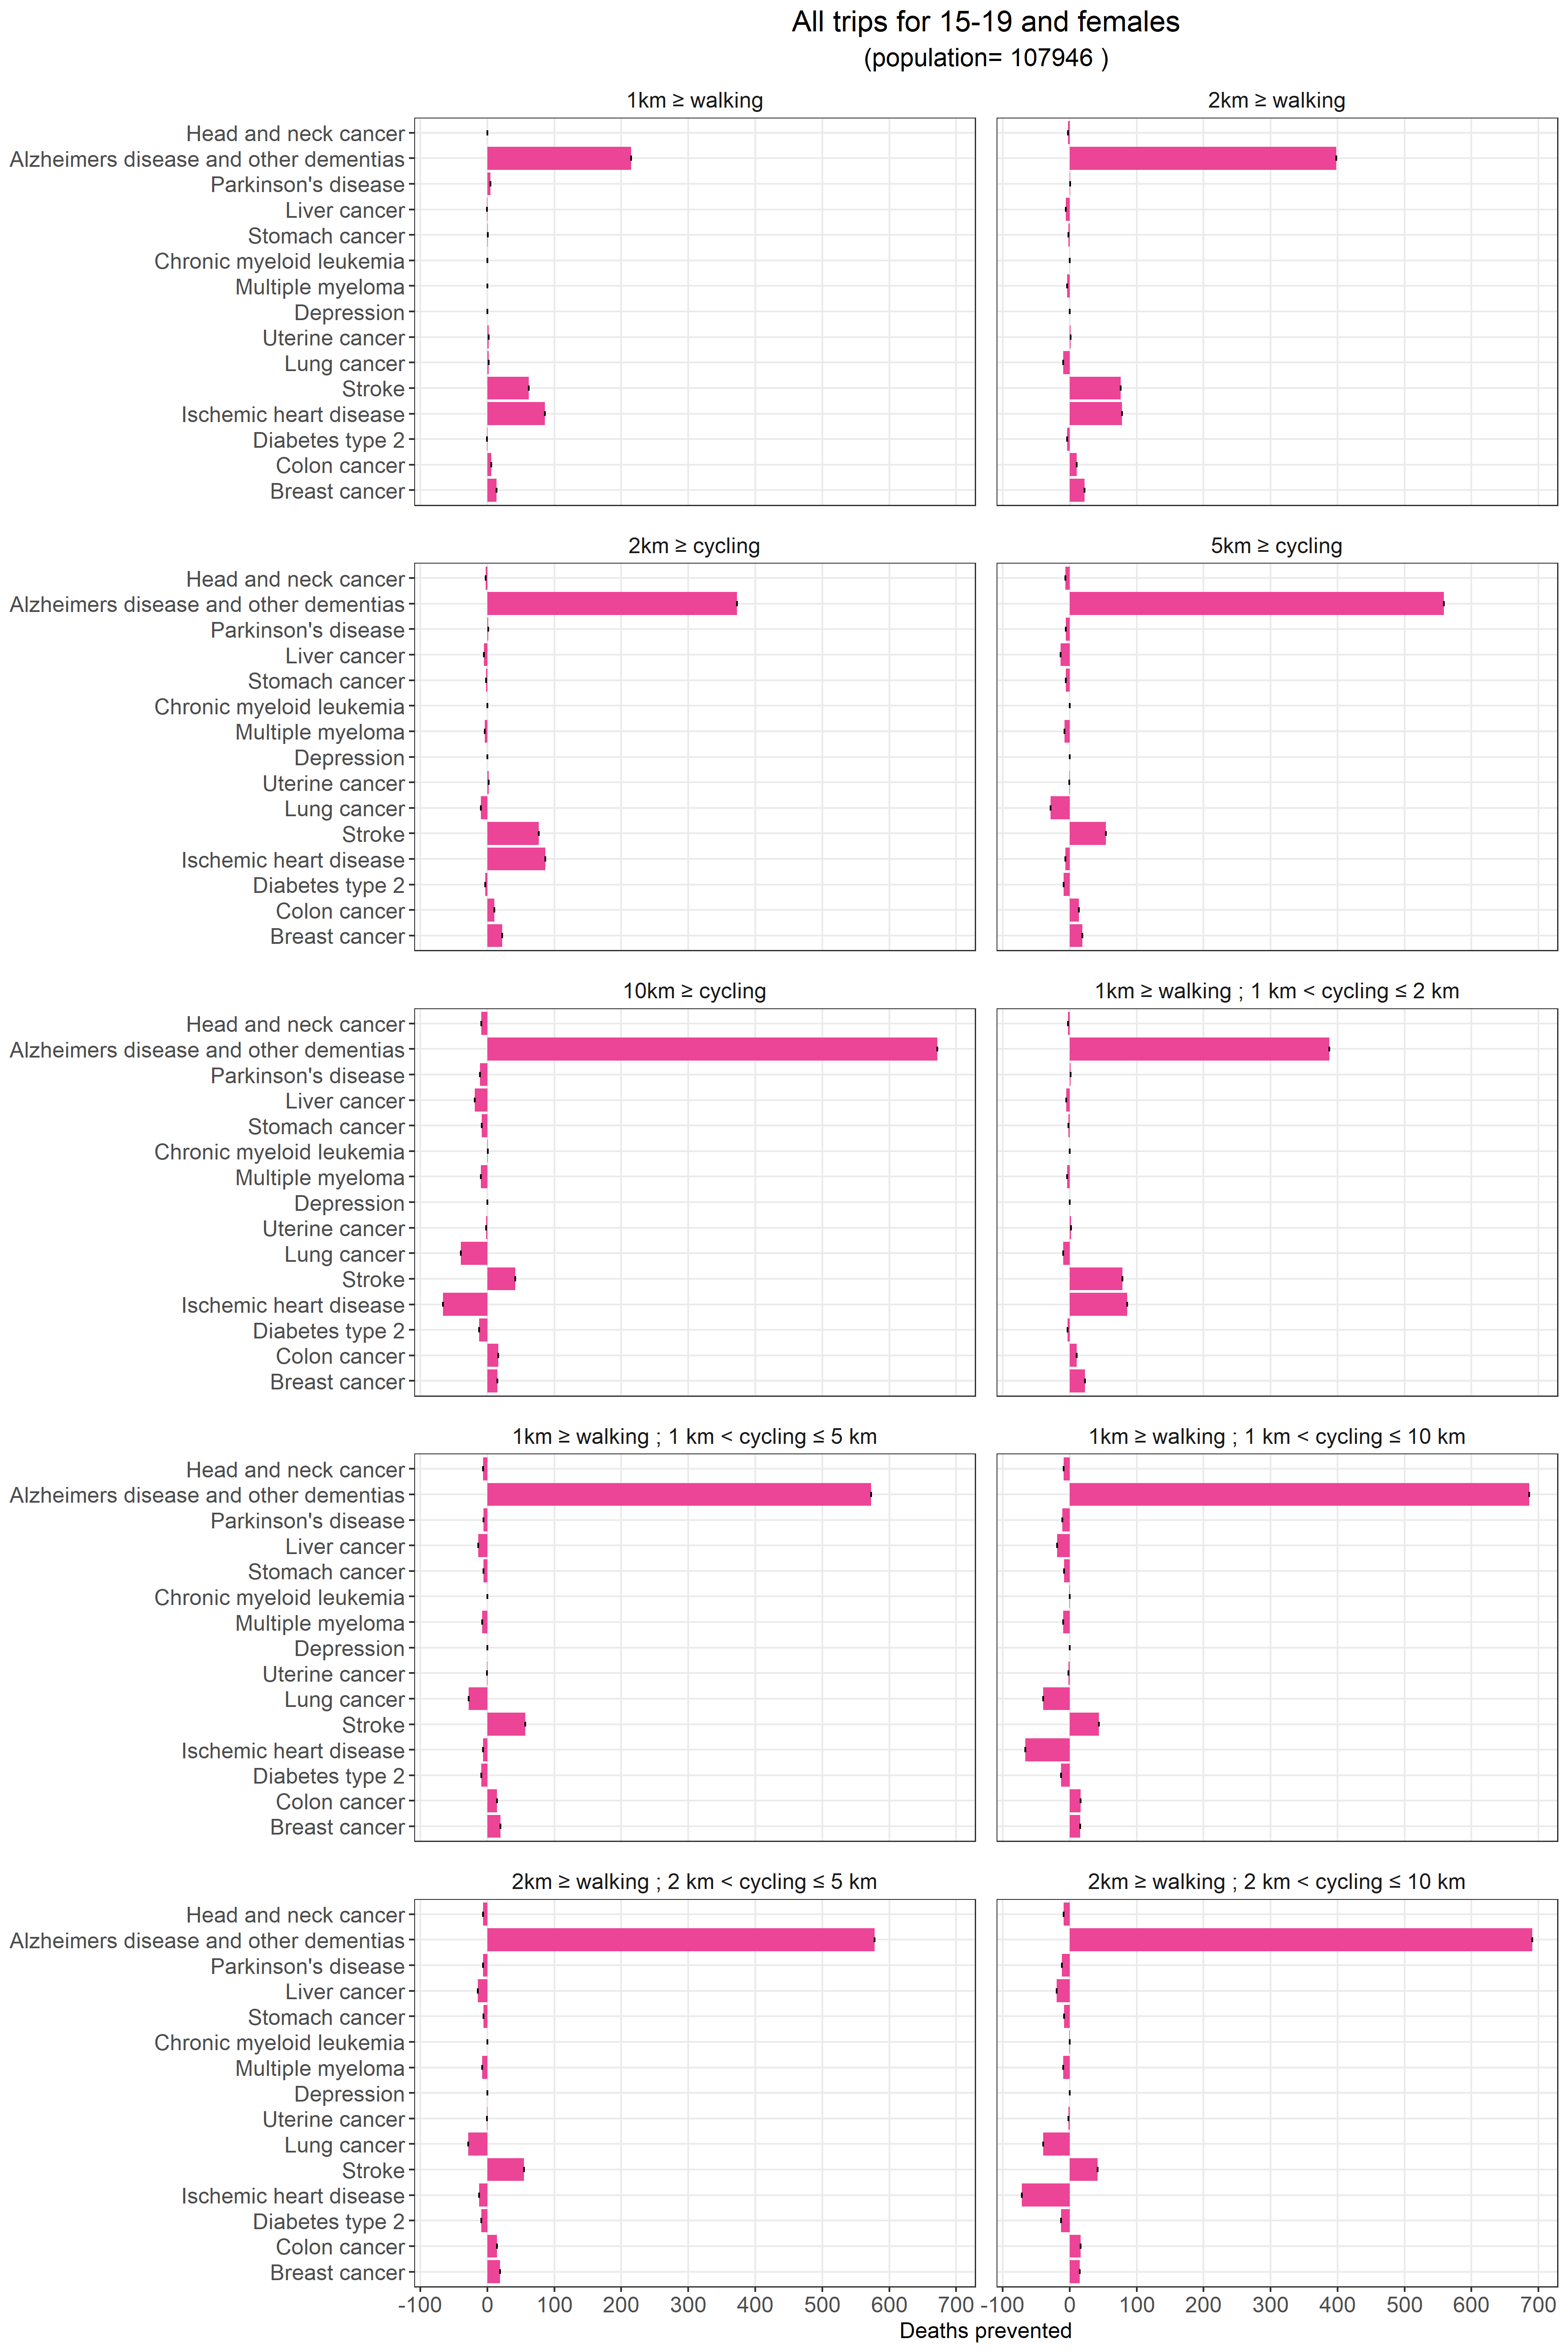 All trips for 15-19 and females
(population= 107946 )
1km ≥ walking
2km ≥ walking
Head and neck cancer
Alzheimers disease and other dementias
Parkinson's disease
Liver cancer
Stomach cancer
Chronic myeloid leukemia
Multiple myeloma
Depression
Uterine cancer
Lung cancer
Stroke
Ischemic heart disease
Diabetes type 2
Colon cancer
Breast cancer
2km ≥ cycling
5km ≥ cycling
Head and neck cancer
Alzheimers disease and other dementias
Parkinson's disease
Liver cancer
Stomach cancer
Chronic myeloid leukemia
Multiple myeloma
Depression
Uterine cancer
Lung cancer
Stroke
Ischemic heart disease
Diabetes type 2
Colon cancer
Breast cancer
10km ≥ cycling
1km ≥ walking ; 1 km < cycling ≤ 2 km
Head and neck cancer
Alzheimers disease and other dementias
Parkinson's disease
Liver cancer
Stomach cancer
Chronic myeloid leukemia
Multiple myeloma
Depression
Uterine cancer
Lung cancer
Stroke
Ischemic heart disease
Diabetes type 2
Colon cancer
Breast cancer
1km ≥ walking ; 1 km < cycling ≤ 5 km
1km ≥ walking ; 1 km < cycling ≤ 10 km
Head and neck cancer
Alzheimers disease and other dementias
Parkinson's disease
Liver cancer
Stomach cancer
Chronic myeloid leukemia
Multiple myeloma
Depression
Uterine cancer
Lung cancer
Stroke
Ischemic heart disease
Diabetes type 2
Colon cancer
Breast cancer
2km ≥ walking ; 2 km < cycling ≤ 5 km
2km ≥ walking ; 2 km < cycling ≤ 10 km
Head and neck cancer
Alzheimers disease and other dementias
Parkinson's disease
Liver cancer
Stomach cancer
Chronic myeloid leukemia
Multiple myeloma
Depression
Uterine cancer
Lung cancer
Stroke
Ischemic heart disease
Diabetes type 2
Colon cancer
Breast cancer
-100 0 100 200 300 400 500 600 700 -100 0 100 200 300 400 500 600 700
Deaths prevented